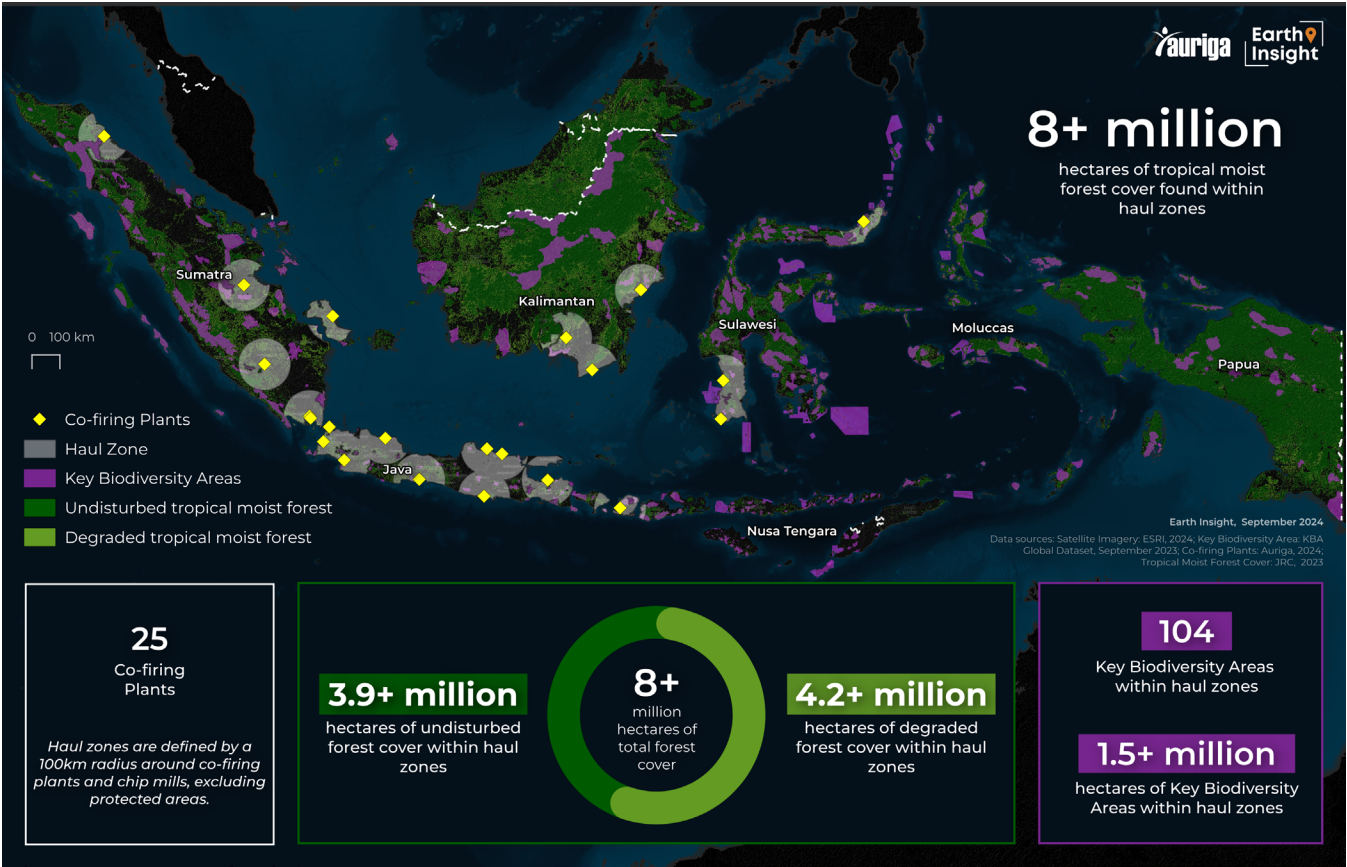 auriga
Earth
Insight
8+ million
hectares of tropical moist
forest cover found within
haul zones
Sumatra
Kalimantan
Sulawesi
Moluccas
Papua
Java
Nusa Tengara
0 100 km
Co-firing Plants
Haul Zone
Key Biodiversity Areas
Undisturbed tropical moist forest
Degraded tropical moist forest
Earth Insight, September 2024
Data sources: Satellite Imagery: ESRI, 2024; Key Biodiversity Area: KBA
Global Dataset, September 2023; Co-firing Plants: Auriga, 2024;
Tropical Moist Forest Cover: JRC, 2023
25
Co-firing
Plants
Haul zones are defined by a
100km radius around co-firing
plants and chip mills, excluding
protected areas.
3.9+ million
hectares of undisturbed
forest cover within haul
zones
8+
million
hectares of
total forest
cover
4.2+ million
hectares of degraded
forest cover within haul
zones
104
Key Biodiversity Areas
within haul zones
1.5+ million
hectares of Key Biodiversity
Areas within haul zones